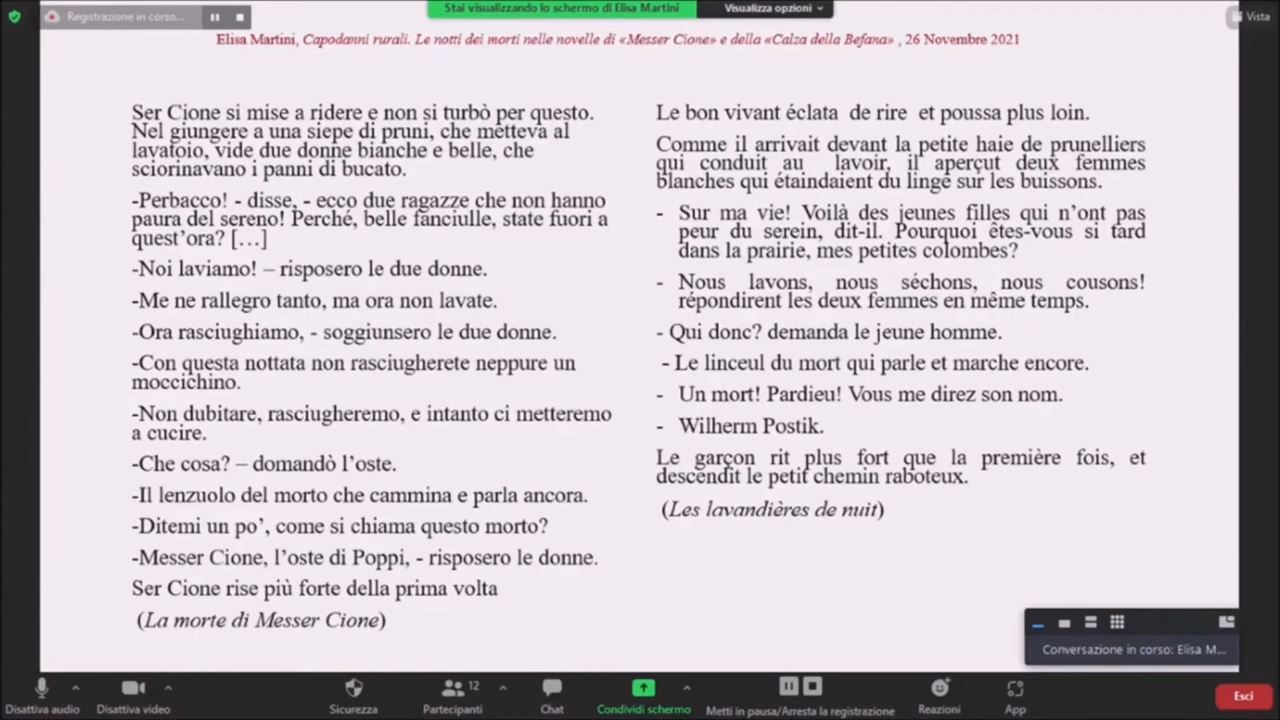 Registrazione in corso...
Stai visualizzando lo schermo di Elisa Martini
Visualizza opzioni
Vista
Elisa Martini, Capodanni rurali. Le notti dei morti nelle novelle di «Messer Cione» e della «Calza della Befana» , 26 Novembre 2021
Ser Cione si mise a ridere e non si turbò per questo.
Nel giungere a una siepe di pruni, che metteva al
lavatoio, vide due donne bianche e belle, che
sciorinavano i panni di bucato.
-Perbacco! - disse, - ecco due ragazze che non hanno
paura del sereno! Perché, belle fanciulle, state fuori a
quest’ora? […]
-Noi laviamo! – risposero le due donne.
-Me ne rallegro tanto, ma ora non lavate.
-Ora rasciughiamo, - soggiunsero le due donne.
-Con questa nottata non rasciugherete neppure un
moccichino.
-Non dubitare, rasciugheremo, e intanto ci metteremo
a cucire.
-Che cosa? – domandò l’oste.
-Il lenzuolo del morto che cammina e parla ancora.
-Ditemi un po’, come si chiama questo morto?
-Messer Cione, l’oste di Poppi, - risposero le donne.
Ser Cione rise più forte della prima volta
(La morte di Messer Cione)
Le bon vivant éclata de rire et poussa plus loin.
Comme il arrivait devant la petite haie de prunelliers
qui conduit au lavoir, il aperçut deux femmes
blanches qui étaindaient du linge sur les buissons.
- Sur ma vie! Voilà des jeunes filles qui n’ont pas
peur du serein, dit-il. Pourquoi êtes-vous si tard
dans la prairie, mes petites colombes?
- Nous lavons, nous séchons, nous cousons!
répondirent les deux femmes en même temps.
- Qui donc? demanda le jeune homme.
- Le linceul du mort qui parle et marche encore.
- Un mort! Pardieu! Vous me direz son nom.
- Wilherm Postik.
Le garçon rit plus fort que la première fois, et
descendit le petit chemin raboteux.
(Les lavandières de nuit)
Conversazione in corso: Elisa M...
Disattiva audio
Disattiva video
Sicurezza
12
Partecipanti
Chat
Condividi schermo
Metti in pausa/Arresta la registrazione
Reazioni
App
Esci